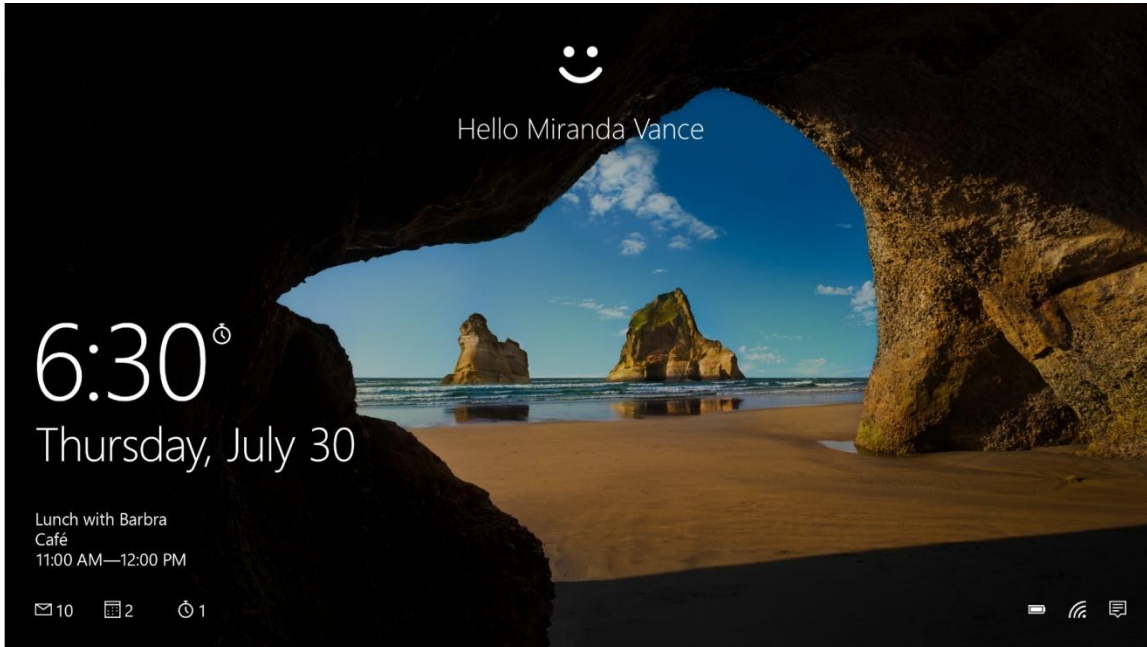 Hello Miranda Vance
6:30
Thursday, July 30
Lunch with Barbra
Café
11:00 AM—12:00 PM
10 2 1